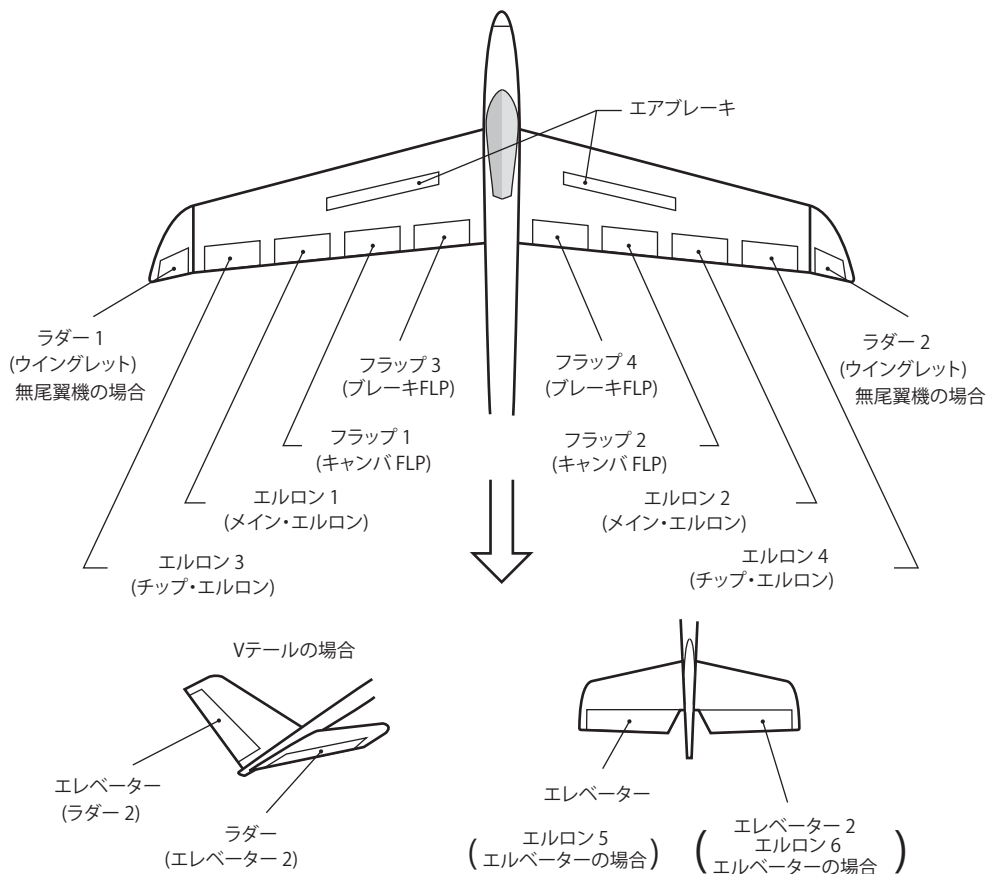 エアブレーキ
ラダー 1
(ウイングレット)
無尾翼機の場合
フラップ 3
(ブレーキFLP)
フラップ 4
(ブレーキFLP)
ラダー 2
(ウイングレット)
無尾翼機の場合
フラップ 1
(キャンバ FLP)
フラップ 2
(キャンバ FLP)
エルロン 1
(メイン・エルロン)
エルロン 2
(メイン・エルロン)
エルロン 3
(チップ・エルロン)
エルロン 4
(チップ・エルロン)
Vテールの場合
エレベーター
(ラダー 2)
ラダー
(エレベーター 2)
エレベーター
(エルロン 5
エルベーターの場合)
(エレベーター 2
エルロン 6
エルベーターの場合)